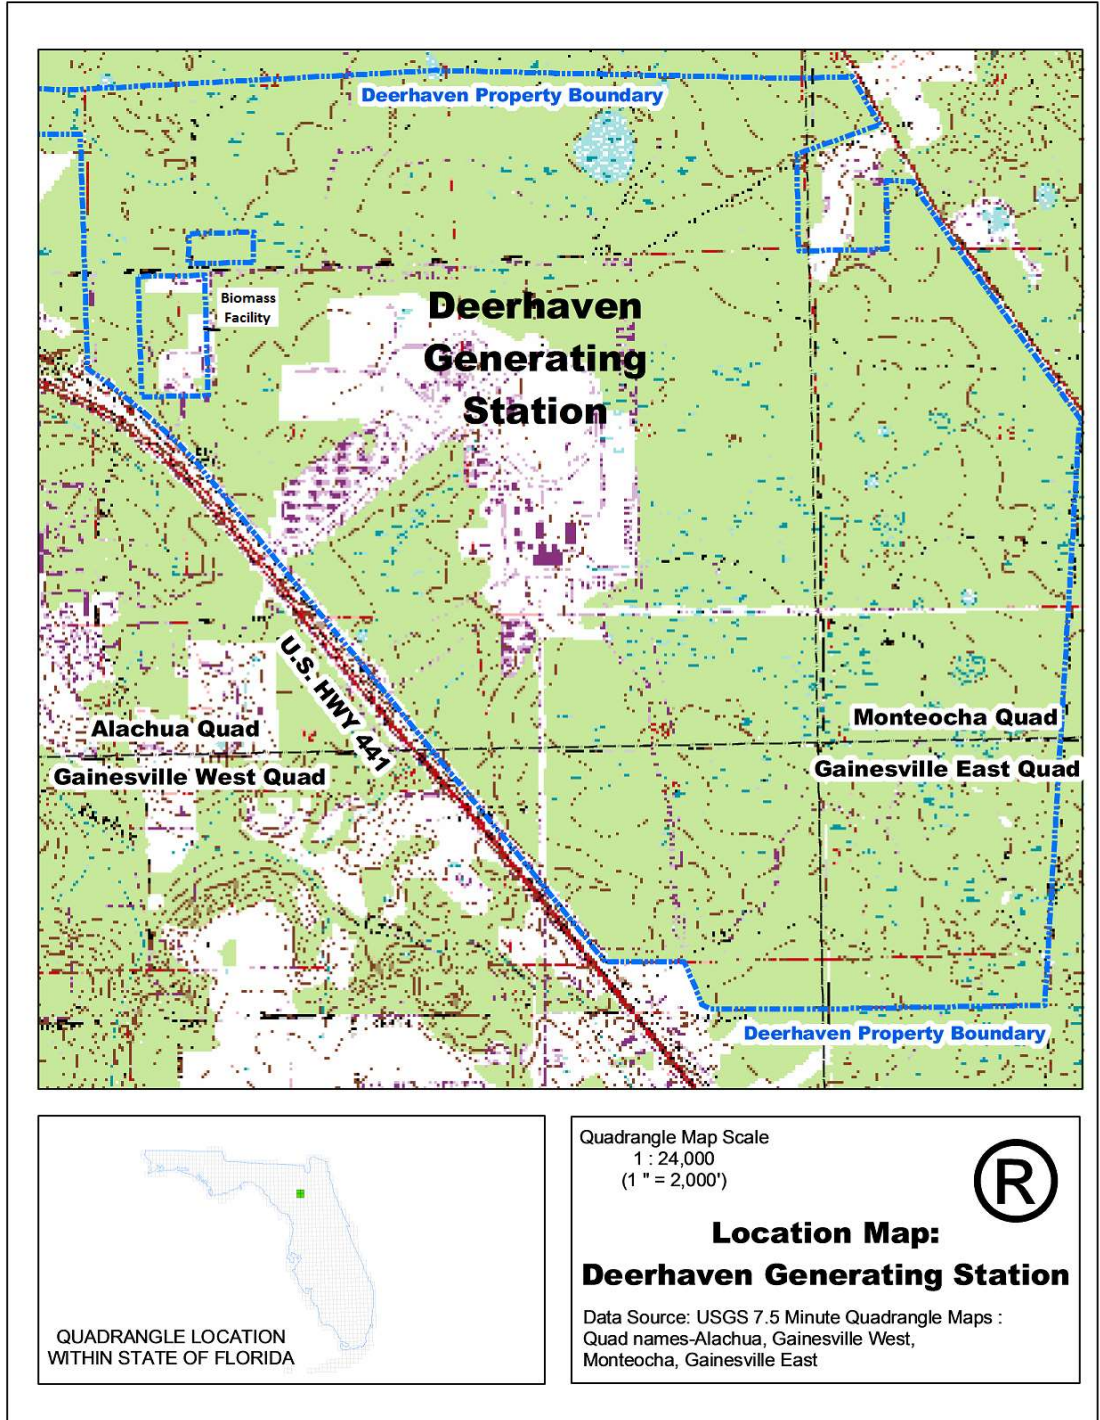 Deerhaven Property Boundary
Biomass
Facility
Deerhaven
Generating
Station
U.S. HWY 441
Alachua Quad
Monteocha Quad
Gainesville West Quad
Gainesville East Quad
Deerhaven Property Boundary
QUADRANGLE LOCATION
WITHIN STATE OF FLORIDA
Quadrangle Map Scale
1 : 24,000
(1 " = 2,000')
®
Location Map:
Deerhaven Generating Station
Data Source: USGS 7.5 Minute Quadrangle Maps :
Quad names-Alachua, Gainesville West,
Monteocha, Gainesville East